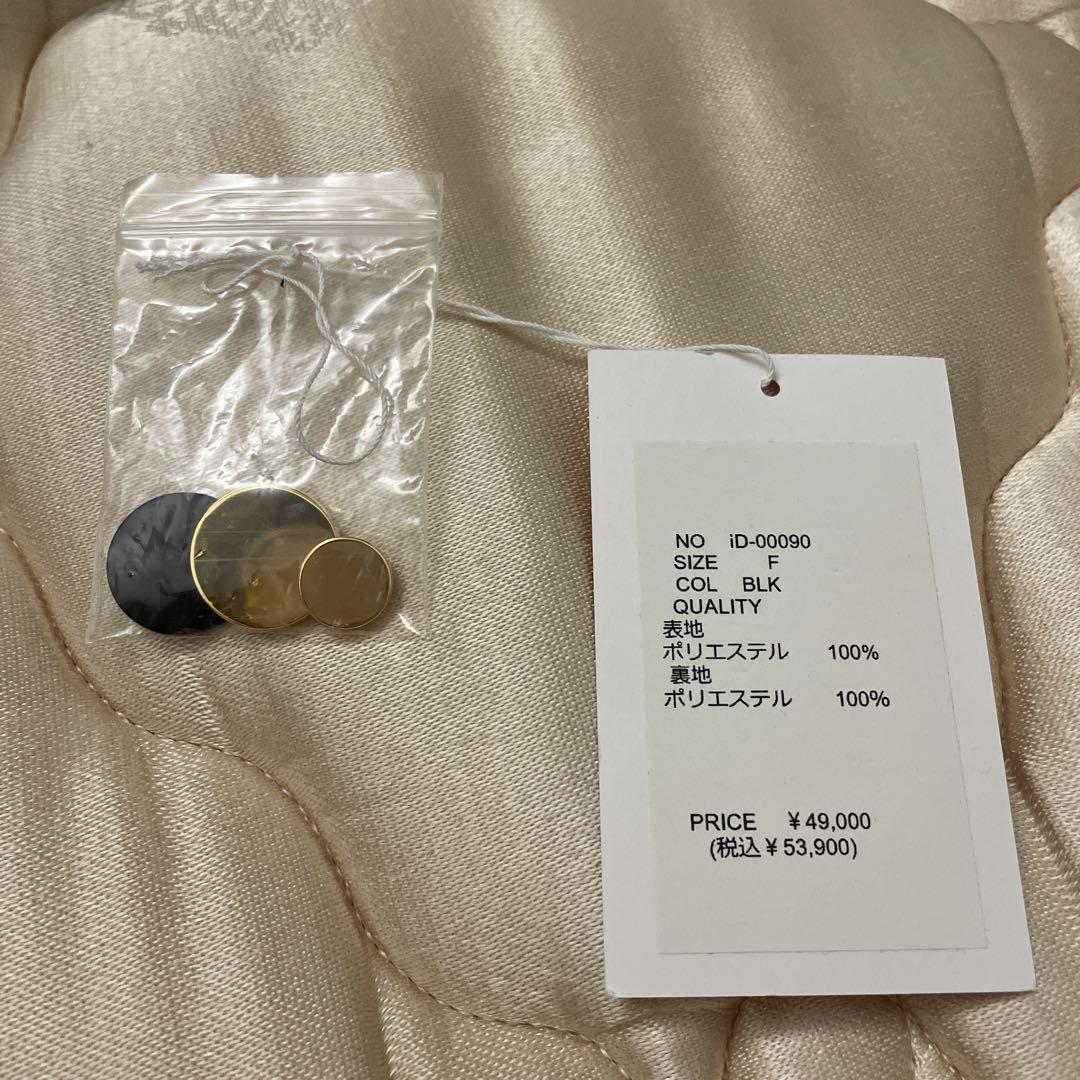 NO iD-00090
SIZE F
COL BLK
QUALITY
表地
ポリエステル 100%
裏地
ポリエステル 100%
PRICE ¥49,000
(税込¥53,900)